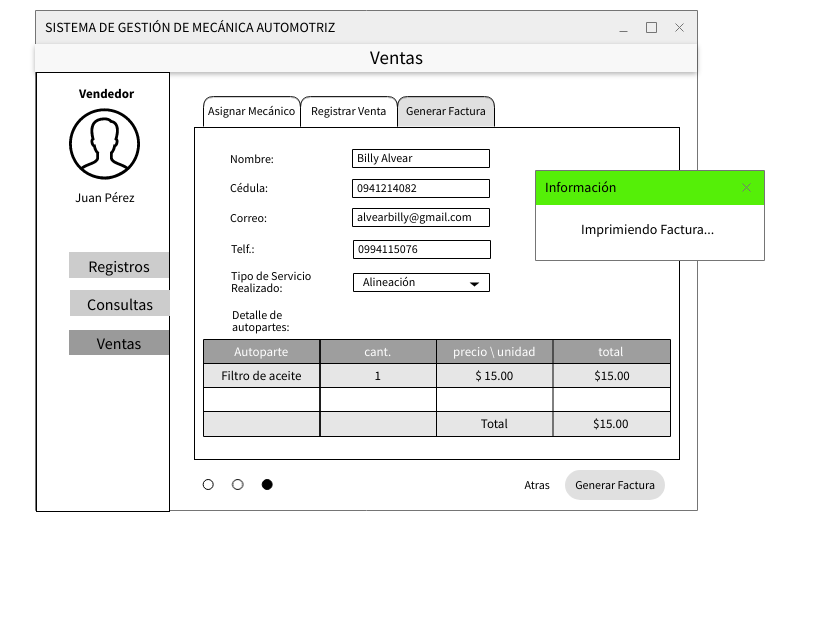 SISTEMA DE GESTIÓN DE MECÁNICA AUTOMOTRIZ
Ventas
Vendedor
Juan Pérez
Registros
Consultas
Ventas
Asignar Mecánico Registrar Venta Generar Factura
Nombre: Billy Alvear
Cédula: 0941214082
Correo: alvearbilly@gmail.com
Telf.: 0994115076
Tipo de Servicio
Realizado: Alineación
Detalle de
autopartes:
Autoparte cant. precio \ unidad total
Filtro de aceite 1 $ 15.00 $15.00
Total $15.00
Atras Generar Factura
Información
Imprimiendo Factura...